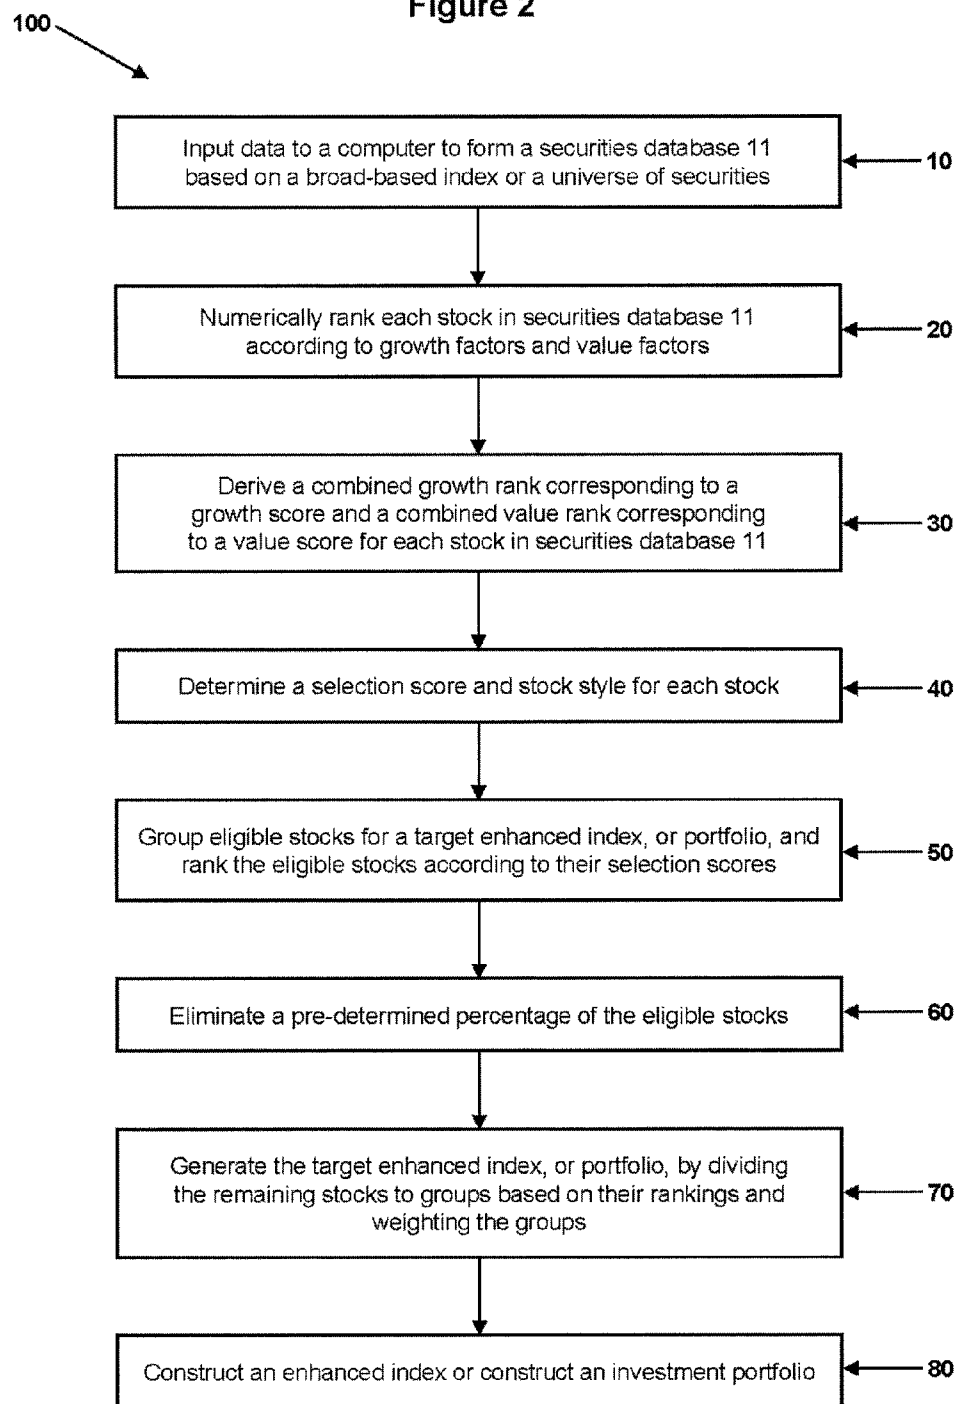 Figure 2
100
Input data to a computer to form a securities database 11
based on a broad-based index or a universe of securities
10
Numerically rank each stock in securities database 11
according to growth factors and value factors
20
Derive a combined growth rank corresponding to a
growth score and a combined value rank corresponding
to a value score for each stock in securities database 11
30
Determine a selection score and stock style for each stock
40
Group eligible stocks for a target enhanced index, or portfolio, and
rank the eligible stocks according to their selection scores
50
Eliminate a pre-determined percentage of the eligible stocks
60
Generate the target enhanced index, or portfolio, by dividing
the remaining stocks to groups based on their rankings and
weighting the groups
70
Construct an enhanced index or construct an investment portfolio
80